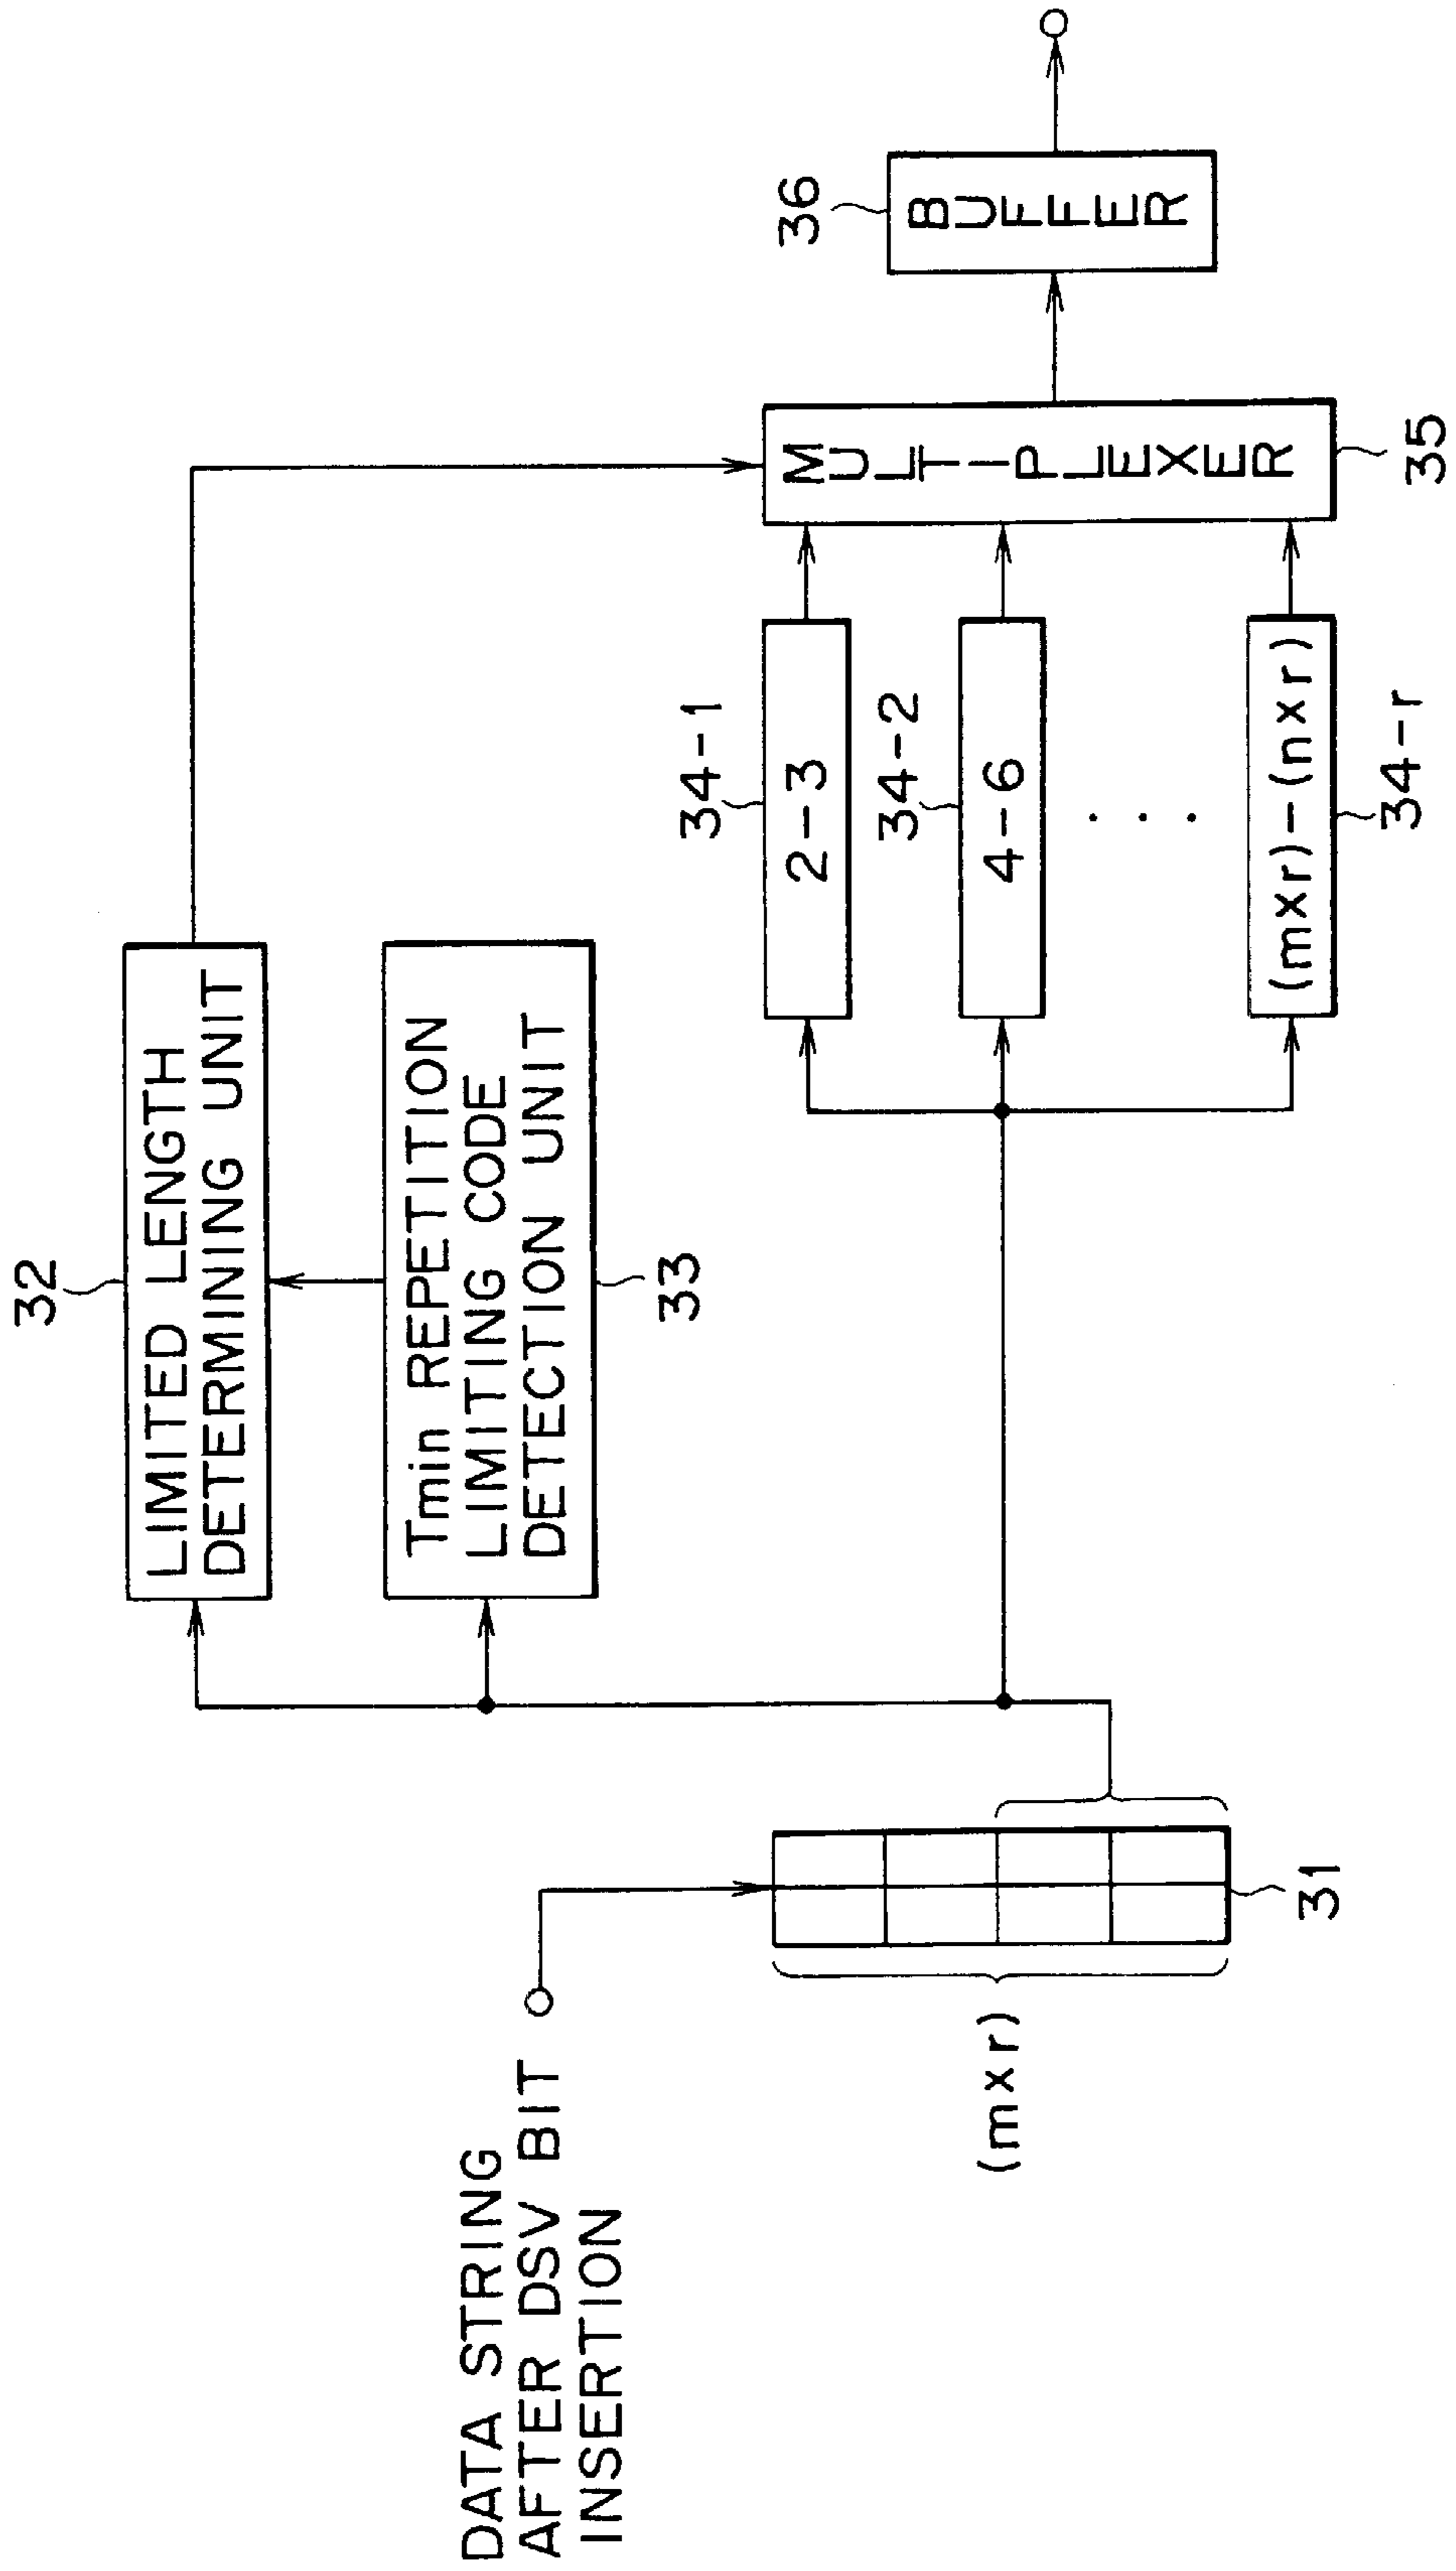 DATA STRING
AFTER DSV BIT
INSERTION
(m×r)
31
32
LIMITED LENGTH
DETERMINING UNIT
Tmin REPETITION
LIMITING CODE
DETECTION UNIT
33
34-1
2-3
34-2
4-6
. . .
(m×r)-(n×r)
34-r
MULTIPLEXER
35
36
BUFFER